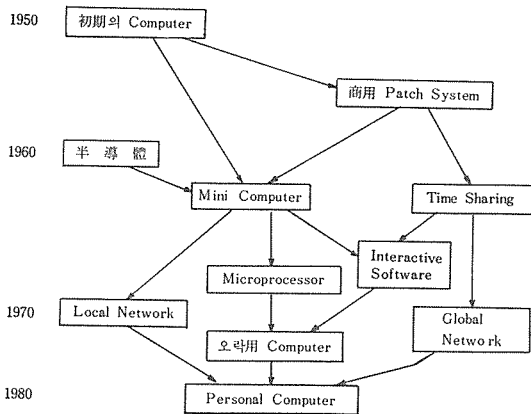 1950
初期의 Computer
商用 Patch System
1960
半導體
Mini Computer
Time Sharing
Interactive
Software
Microprocessor
1970
Local Network
Global
Network
오락用 Computer
1980
Personal Computer